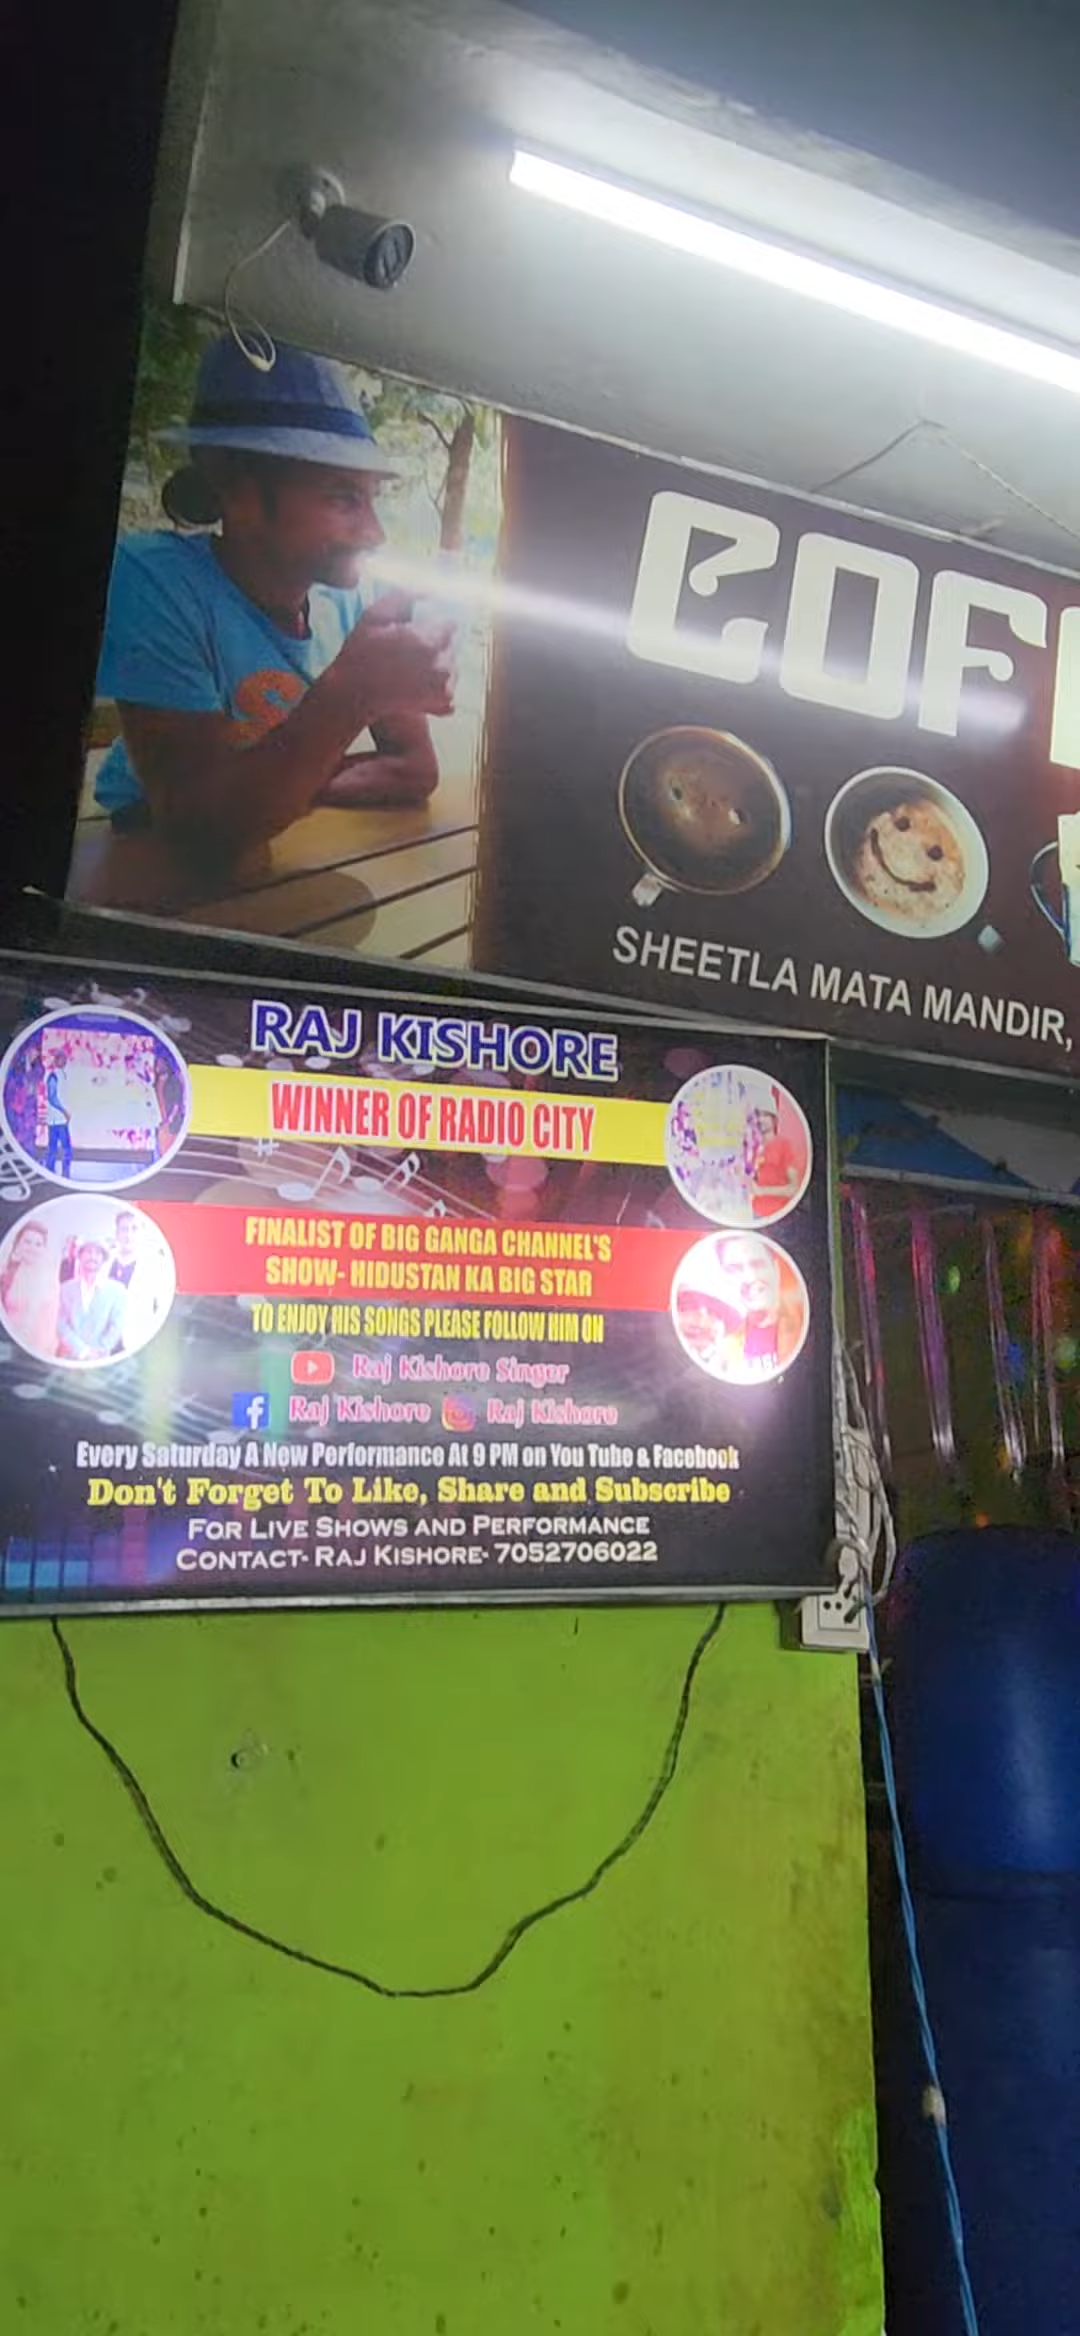 COF
SHEETLA MATA MANDIR,
RAJ KISHORE
WINNER OF RADIO CITY
FINALIST OF BIG GANGA CHANNEL'S
SHOW- HIDUSTAN KA BIG STAR
TO ENJOY HIS SONGS PLEASE FOLLOW HIM ON
Raj Kishore Singer
f Raj Kishore Raj Kishore
Every Saturday A New Performance At 9 PM on You Tube & Facebook
Don't Forget To Like, Share and Subscribe
FOR LIVE SHOWS AND PERFORMANCE
CONTACT- RAJ KISHORE- 7052706022